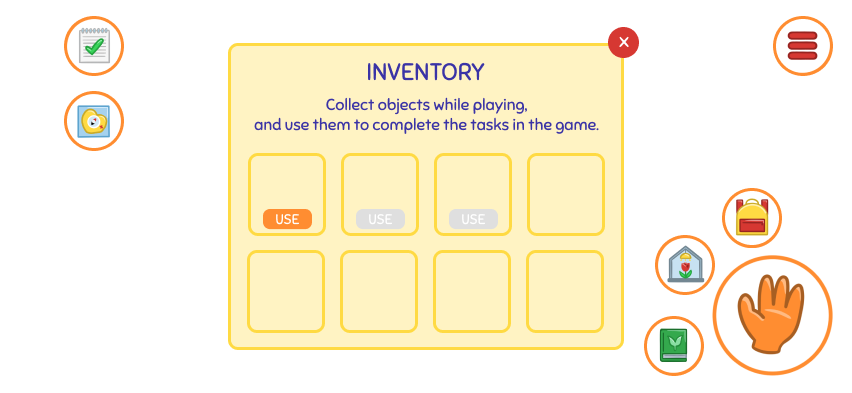 INVENTORY
Collect objects while playing,
and use them to complete the tasks in the game.
USE
USE
USE